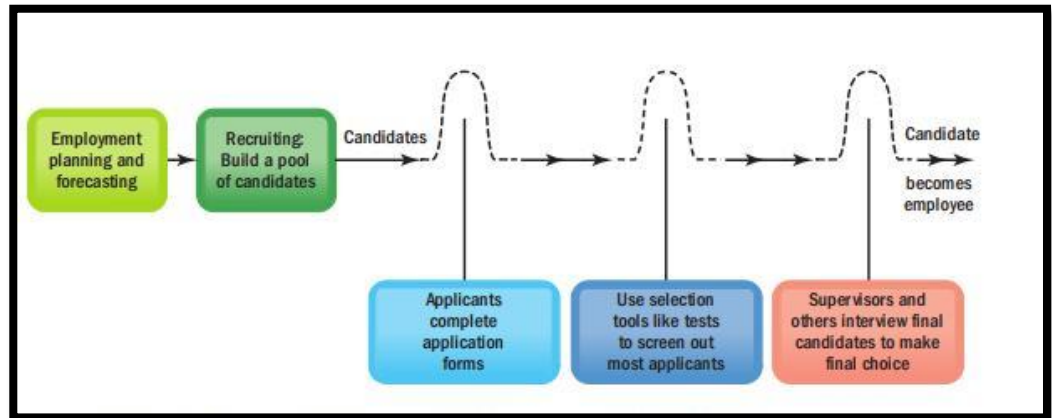 Employment
planning and
forecasting
Recruiting:
Build a pool
of candidates
Candidates
Candidate
becomes
employee
Applicants
complete
application
forms
Use selection
tools like tests
to screen out
most applicants
Supervisors and
others interview final
candidates to make
final choice